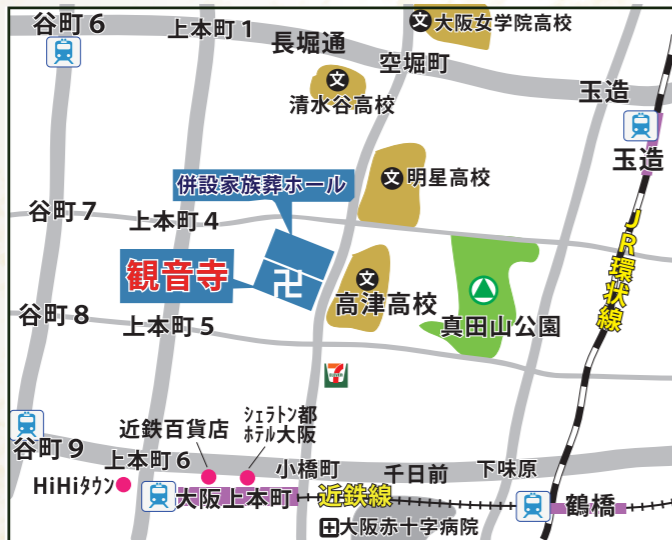 谷町6
上本町1
長堀通
大阪女学院高校
空堀町
清水谷高校
玉造
玉造
併設家族葬ホール
明星高校
谷町7
上本町4
JR環状線
観音寺
卍
高津高校
真田山公園
谷町8
上本町5
7
ELEVEN
近鉄百貨店
シェラトン都
ホテル大阪
谷町9
上本町6
小橋町
千日前
下味原
HiHiタウン
大阪上本町
近鉄線
鶴橋
大阪赤十字病院
文
文
文
文